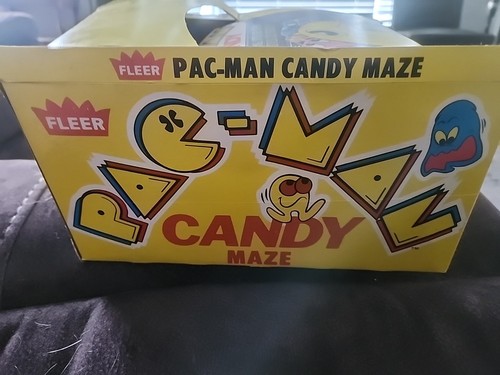 FLEER PAC-MAN CANDY MAZE
FLEER
PAC-MAN
CANDY
MAZE